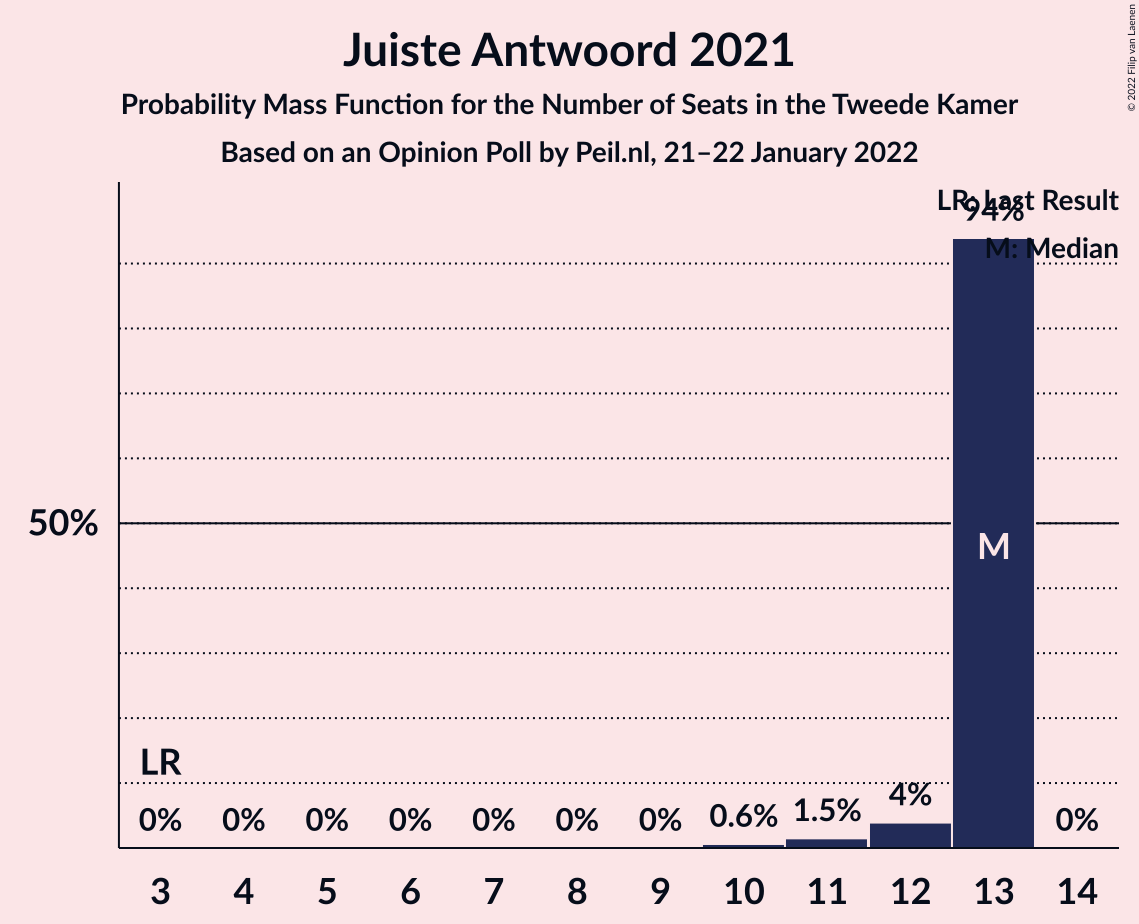 Juiste Antwoord 2021
Probability Mass Function for the Number of Seats in the Tweede Kamer
Based on an Opinion Poll by Peil.nl, 21–22 January 2022
© 2022 Filip van Laenen
LR: Last Result
94%
M: Median
50%
M
LR
0% 0% 0% 0% 0% 0% 0% 0.6% 1.5% 4% 0%
3 4 5 6 7 8 9 10 11 12 13 14